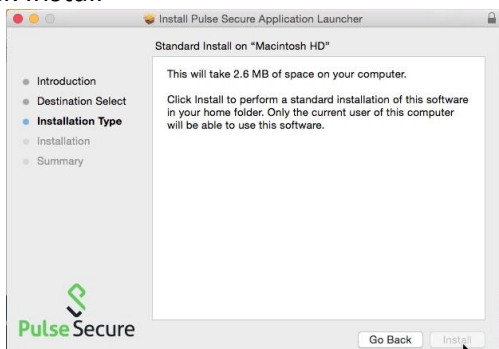 Install Pulse Secure Application Launcher
Standard Install on "Macintosh HD"
Introduction
Destination Select
Installation Type
Installation
Summary
This will take 2.6 MB of space on your computer.
Click Install to perform a standard installation of this software
in your home folder. Only the current user of this computer
will be able to use this software.
Pulse Secure
Go Back
Install